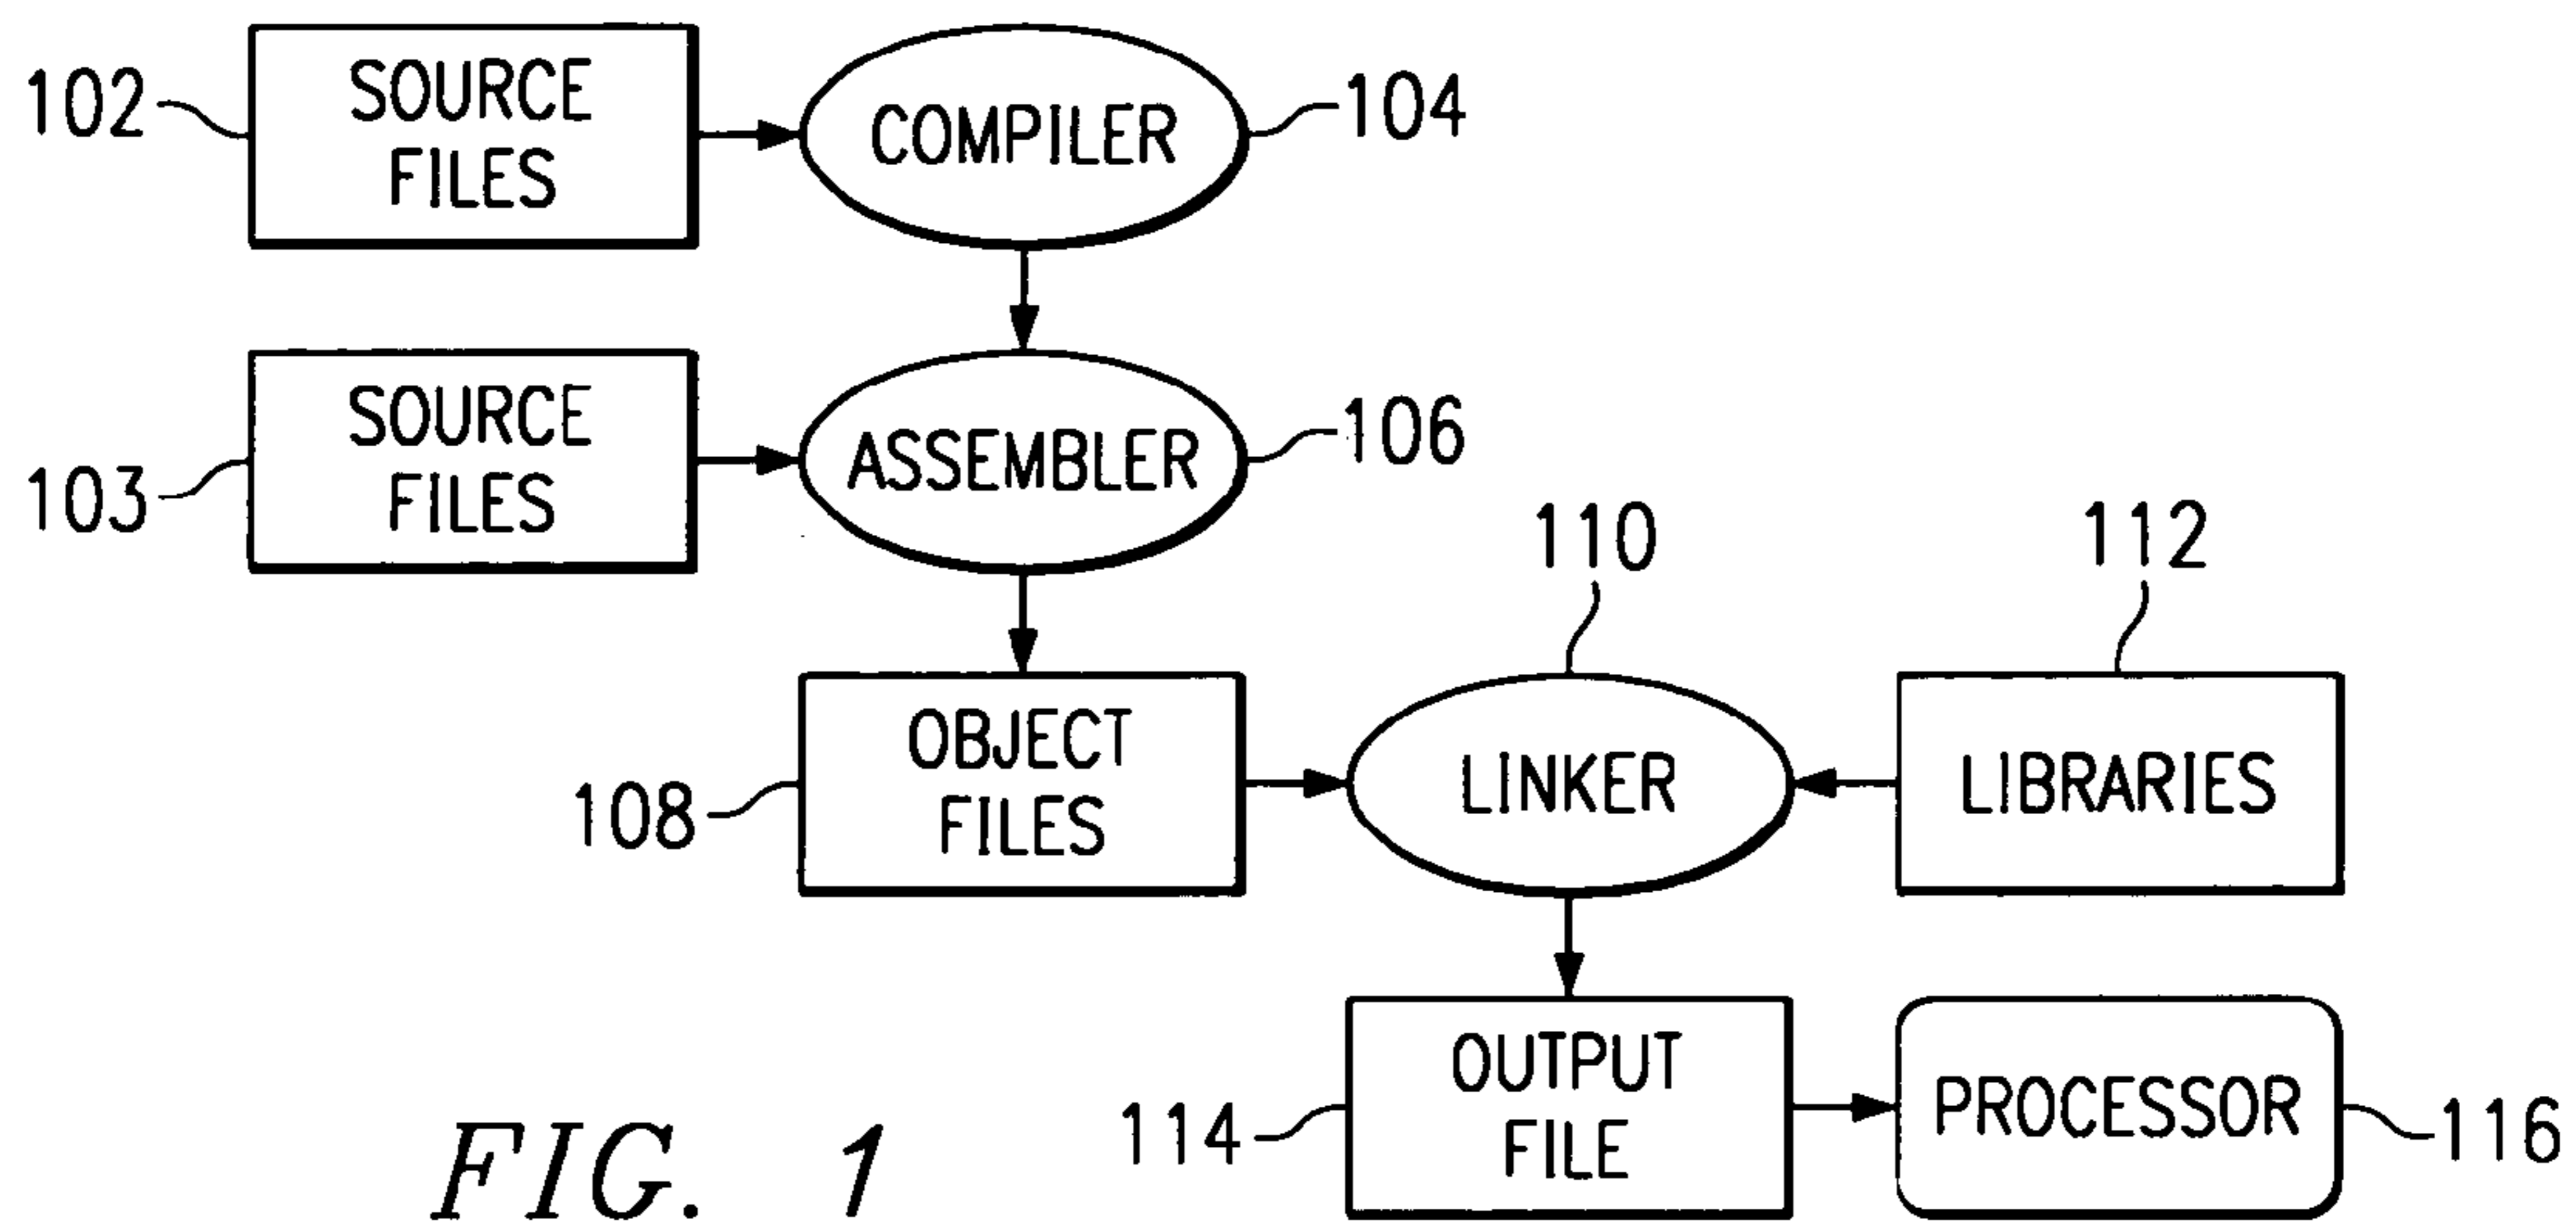 102
SOURCE
FILES
COMPILER
104
103
SOURCE
FILES
ASSEMBLER
106
108
OBJECT
FILES
110
LINKER
112
LIBRARIES
114
OUTPUT
FILE
PROCESSOR
116
FIG. 1